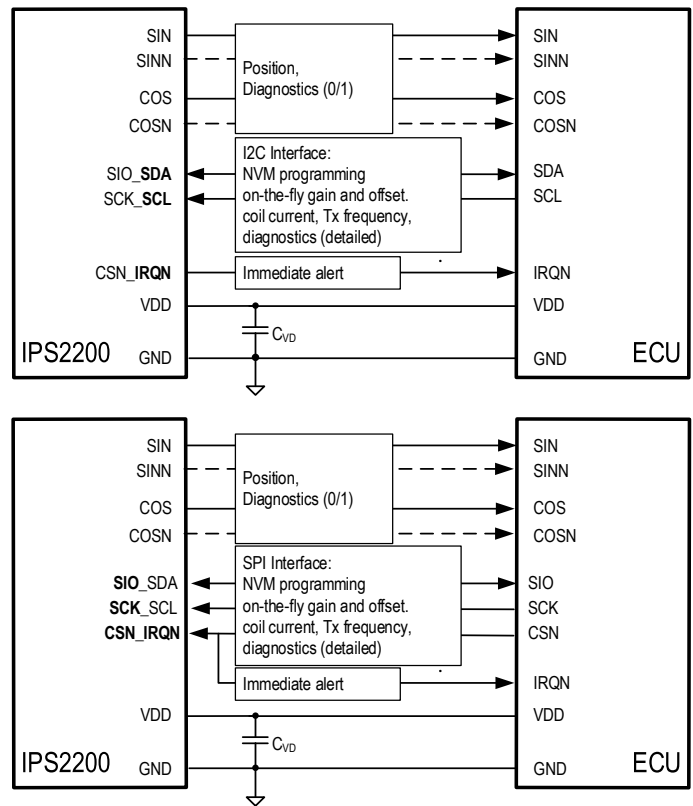 SIN SIN
SINN SINN
Position,
Diagnostics (0/1)
COS COS
COSN COSN
I2C Interface:
SIO_SDA NVM programming SDA
SCK_SCL on-the-fly gain and offset. SCL
coil current, Tx frequency,
diagnostics (detailed)
CSN_IRQN Immediate alert IRQN
VDD VDD
CVD
IPS2200 GND GND ECU
SIN SIN
SINN SINN
Position,
Diagnostics (0/1)
COS COS
COSN COSN
SPI Interface:
SIO_SDA NVM programming SIO
SCK_SCL on-the-fly gain and offset. SCK
CSN_IRQN coil current, Tx frequency, CSN
diagnostics (detailed)
Immediate alert IRQN
VDD VDD
CVD
IPS2200 GND GND ECU